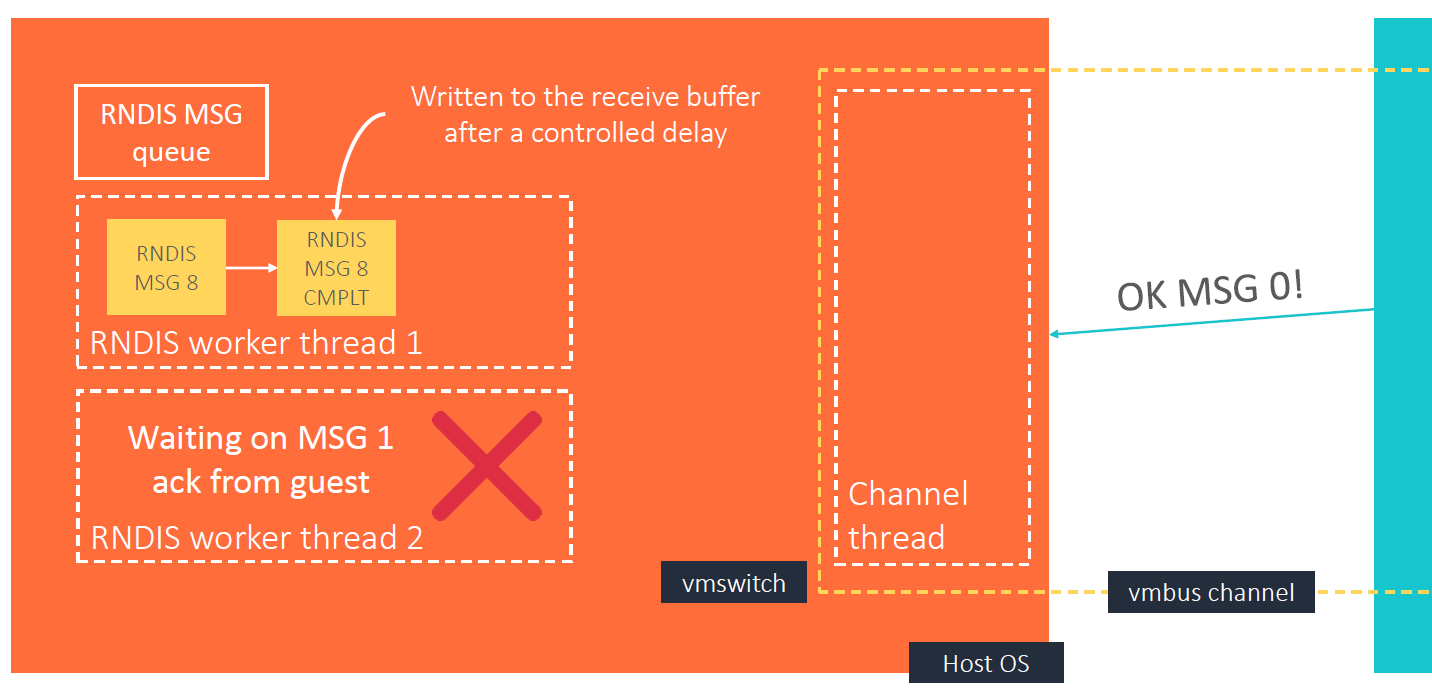 RNDIS MSG
queue
Written to the receive buffer
after a controlled delay
RNDIS
MSG 8
RNDIS
MSG 8
CMPLT
RNDIS worker thread 1
Waiting on MSG 1
ack from guest
RNDIS worker thread 2
OK MSG 0!
Channel
thread
vmswitch
vmbus channel
Host OS